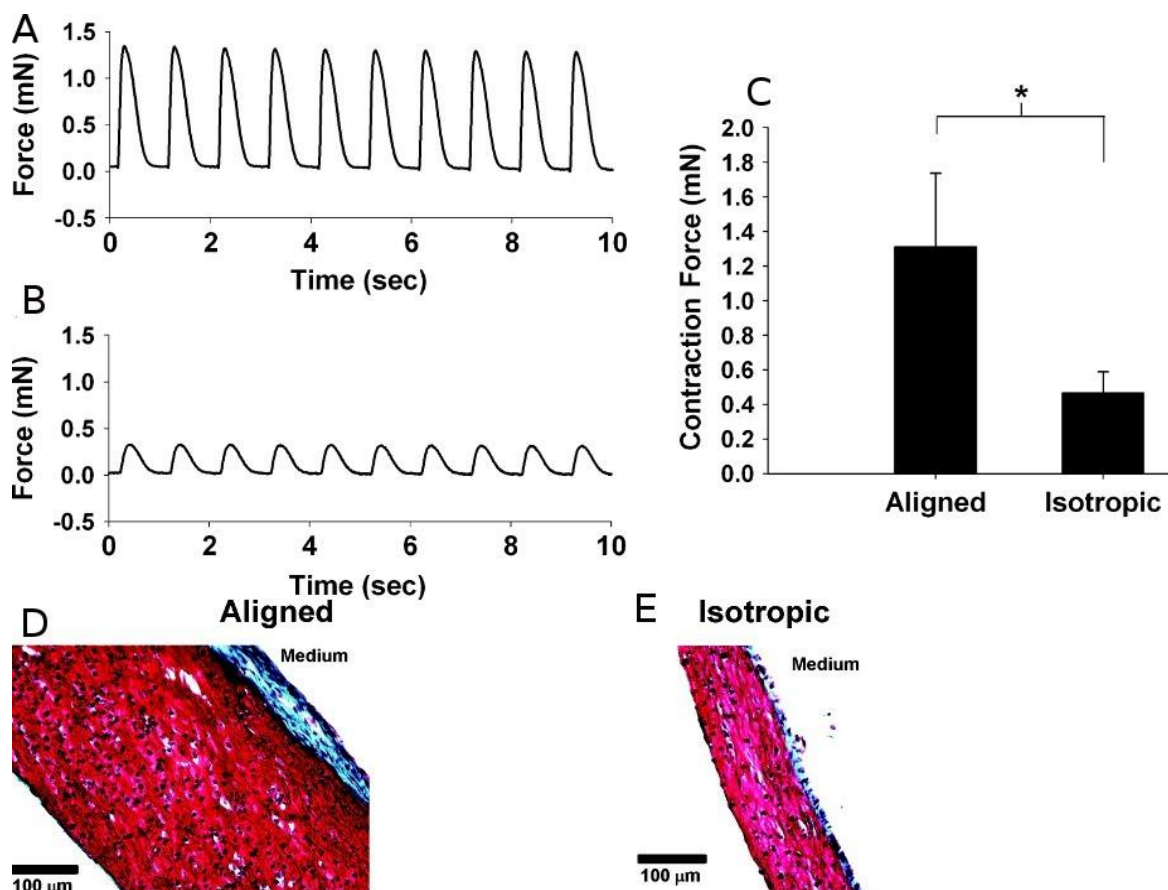 A
Force (mN)
1.5
1.0
0.5
0.0
-0.5
0 2 4 6 8 10
Time (sec)
B
Force (mN)
1.5
1.0
0.5
0.0
-0.5
0 2 4 6 8 10
Time (sec)
C
*
Contraction Force (mN)
2.0
1.8
1.6
1.4
1.2
1.0
0.8
0.6
0.4
0.2
0.0
Aligned Isotropic
D
Aligned
Medium
100 µm
E
Isotropic
Medium
100 µm